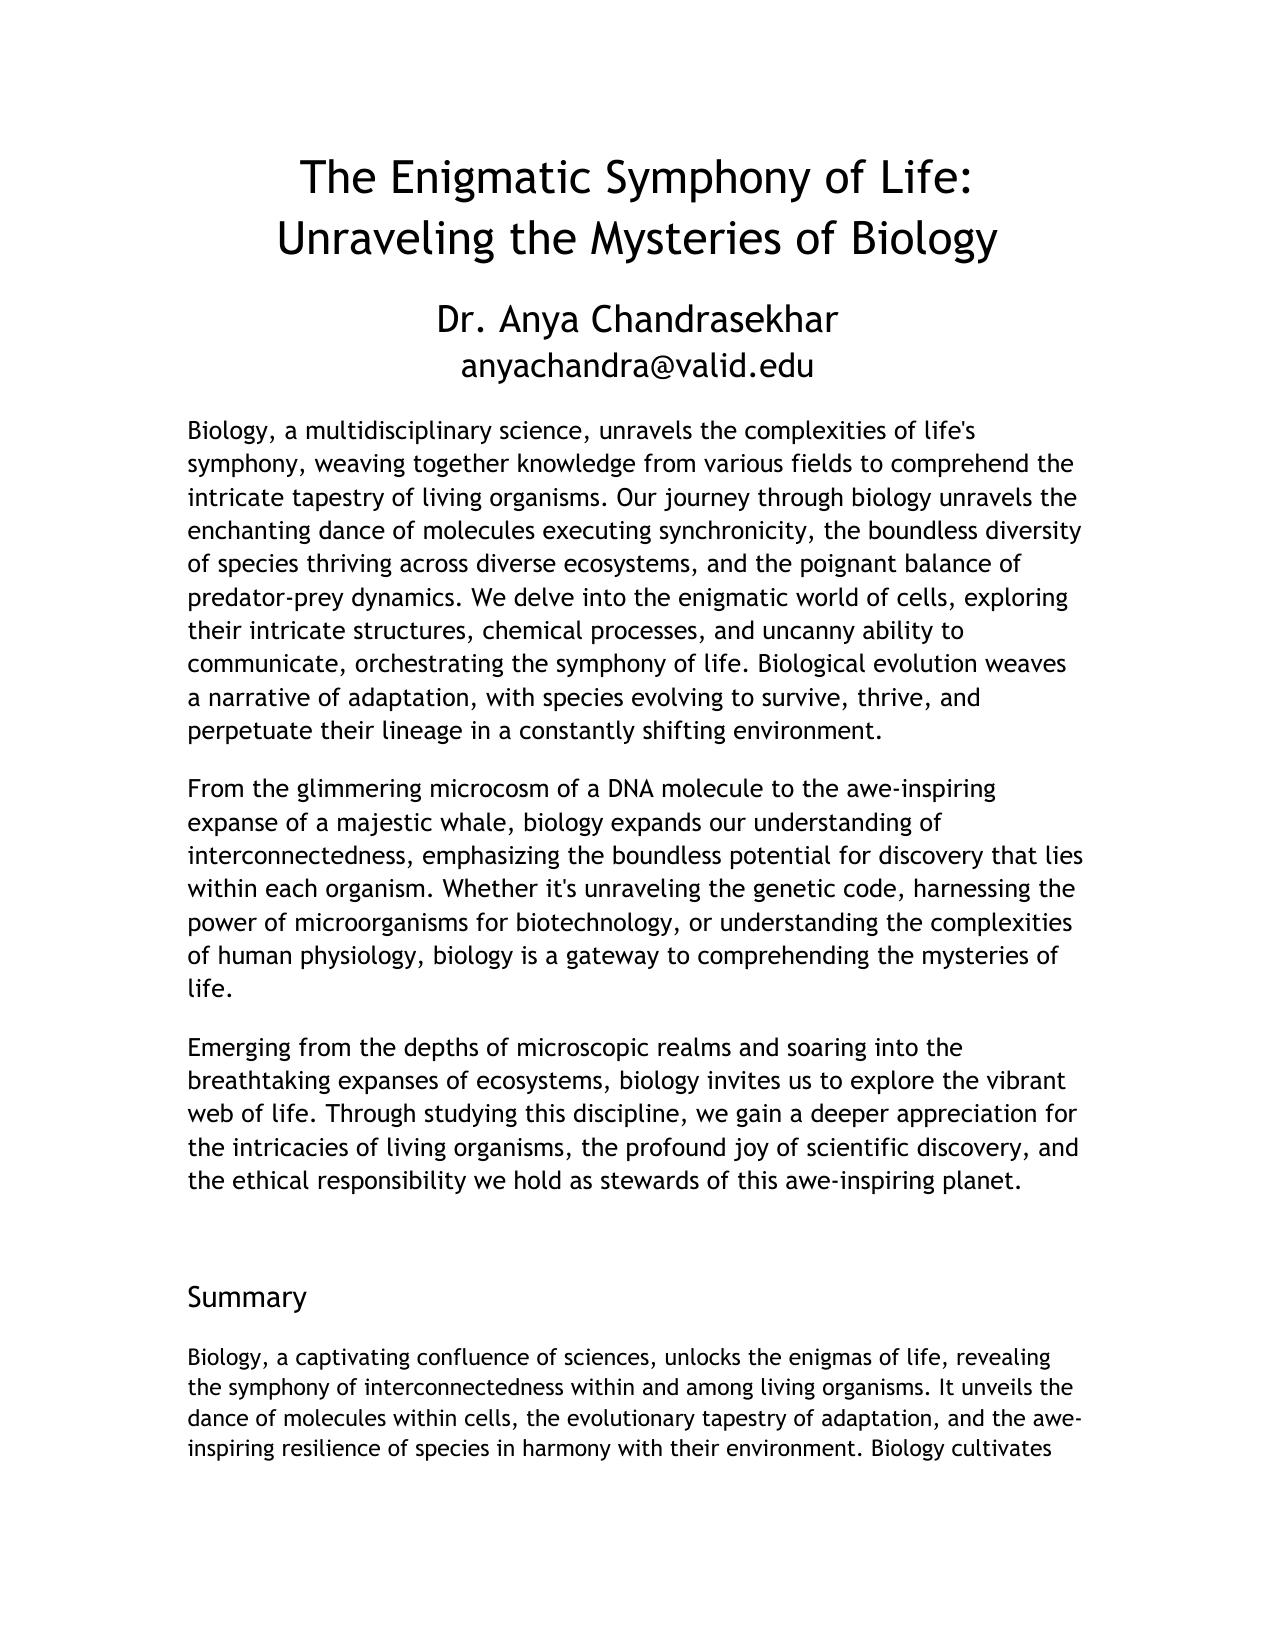 The Enigmatic Symphony of Life:
Unraveling the Mysteries of Biology
Dr. Anya Chandrasekhar
anyachandra@valid.edu
Biology, a multidisciplinary science, unravels the complexities of life's
symphony, weaving together knowledge from various fields to comprehend the
intricate tapestry of living organisms. Our journey through biology unravels the
enchanting dance of molecules executing synchronicity, the boundless diversity
of species thriving across diverse ecosystems, and the poignant balance of
predator-prey dynamics. We delve into the enigmatic world of cells, exploring
their intricate structures, chemical processes, and uncanny ability to
communicate, orchestrating the symphony of life. Biological evolution weaves
a narrative of adaptation, with species evolving to survive, thrive, and
perpetuate their lineage in a constantly shifting environment.
From the glimmering microcosm of a DNA molecule to the awe-inspiring
expanse of a majestic whale, biology expands our understanding of
interconnectedness, emphasizing the boundless potential for discovery that lies
within each organism. Whether it's unraveling the genetic code, harnessing the
power of microorganisms for biotechnology, or understanding the complexities
of human physiology, biology is a gateway to comprehending the mysteries of
life.
Emerging from the depths of microscopic realms and soaring into the
breathtaking expanses of ecosystems, biology invites us to explore the vibrant
web of life. Through studying this discipline, we gain a deeper appreciation for
the intricacies of living organisms, the profound joy of scientific discovery, and
the ethical responsibility we hold as stewards of this awe-inspiring planet.
Summary
Biology, a captivating confluence of sciences, unlocks the enigmas of life, revealing
the symphony of interconnectedness within and among living organisms. It unveils the
dance of molecules within cells, the evolutionary tapestry of adaptation, and the awe-
inspiring resilience of species in harmony with their environment. Biology cultivates